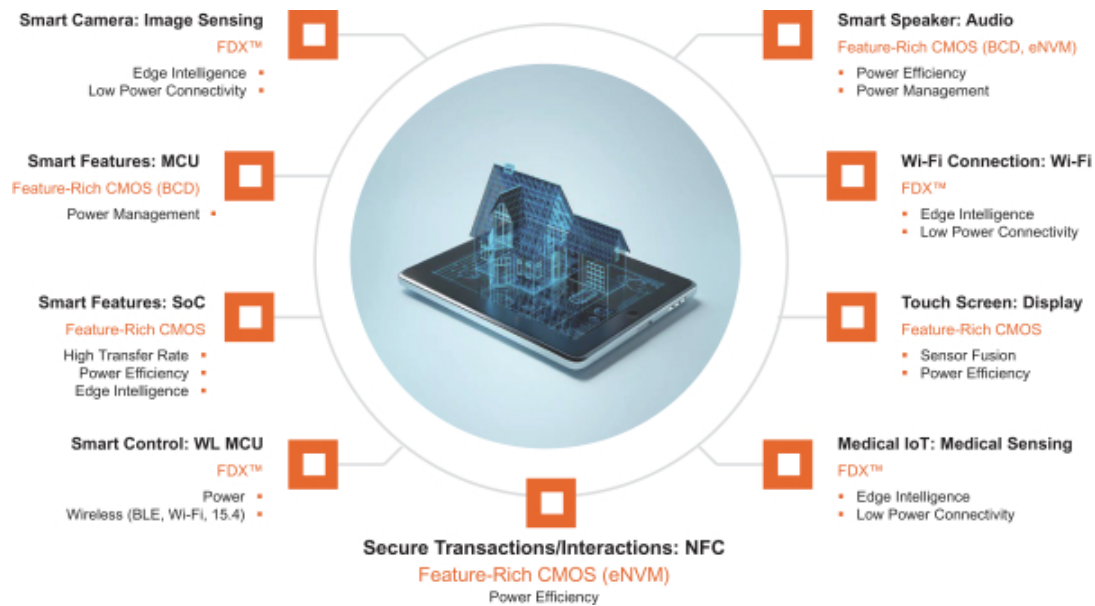 Smart Camera: Image Sensing
FDX™
Edge Intelligence
Low Power Connectivity
Smart Features: MCU
Feature-Rich CMOS (BCD)
Power Management
Smart Features: SoC
Feature-Rich CMOS
High Transfer Rate
Power Efficiency
Edge Intelligence
Smart Control: WL MCU
FDX™
Power
Wireless (BLE, Wi-Fi, 15.4)
Smart Speaker: Audio
Feature-Rich CMOS (BCD, eNVM)
Power Efficiency
Power Management
Wi-Fi Connection: Wi-Fi
FDX™
Edge Intelligence
Low Power Connectivity
Touch Screen: Display
Feature-Rich CMOS
Sensor Fusion
Power Efficiency
Medical IoT: Medical Sensing
FDX™
Edge Intelligence
Low Power Connectivity
Secure Transactions/Interactions: NFC
Feature-Rich CMOS (eNVM)
Power Efficiency